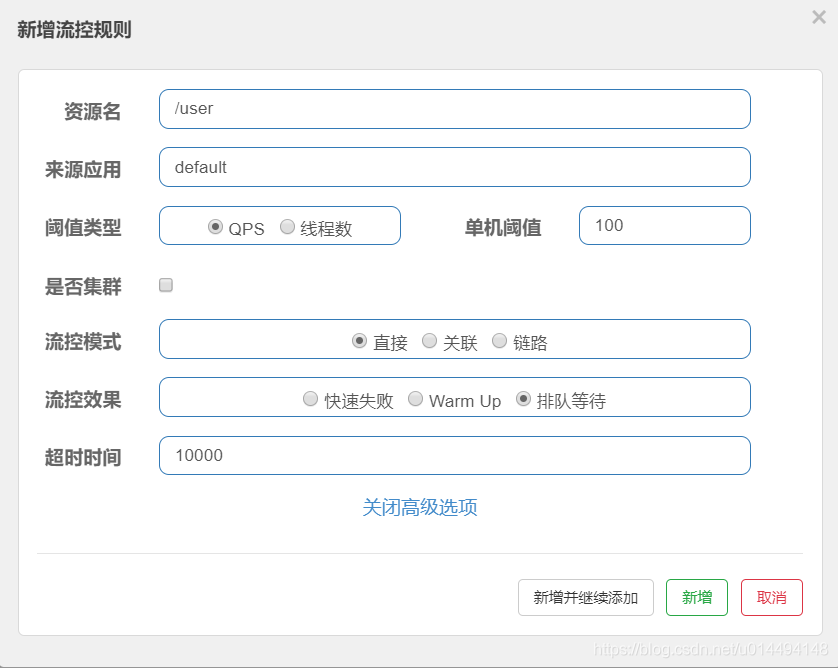 新增流控规则
×
资源名 /user
来源应用 default
阈值类型 QPS 线程数 单机阈值 100
是否集群
流控模式 直接 关联 链路
流控效果 快速失败 Warm Up 排队等待
超时时间 10000
关闭高级选项
新增并继续添加 新增 取消
https://blog.csdn.net/u014494148